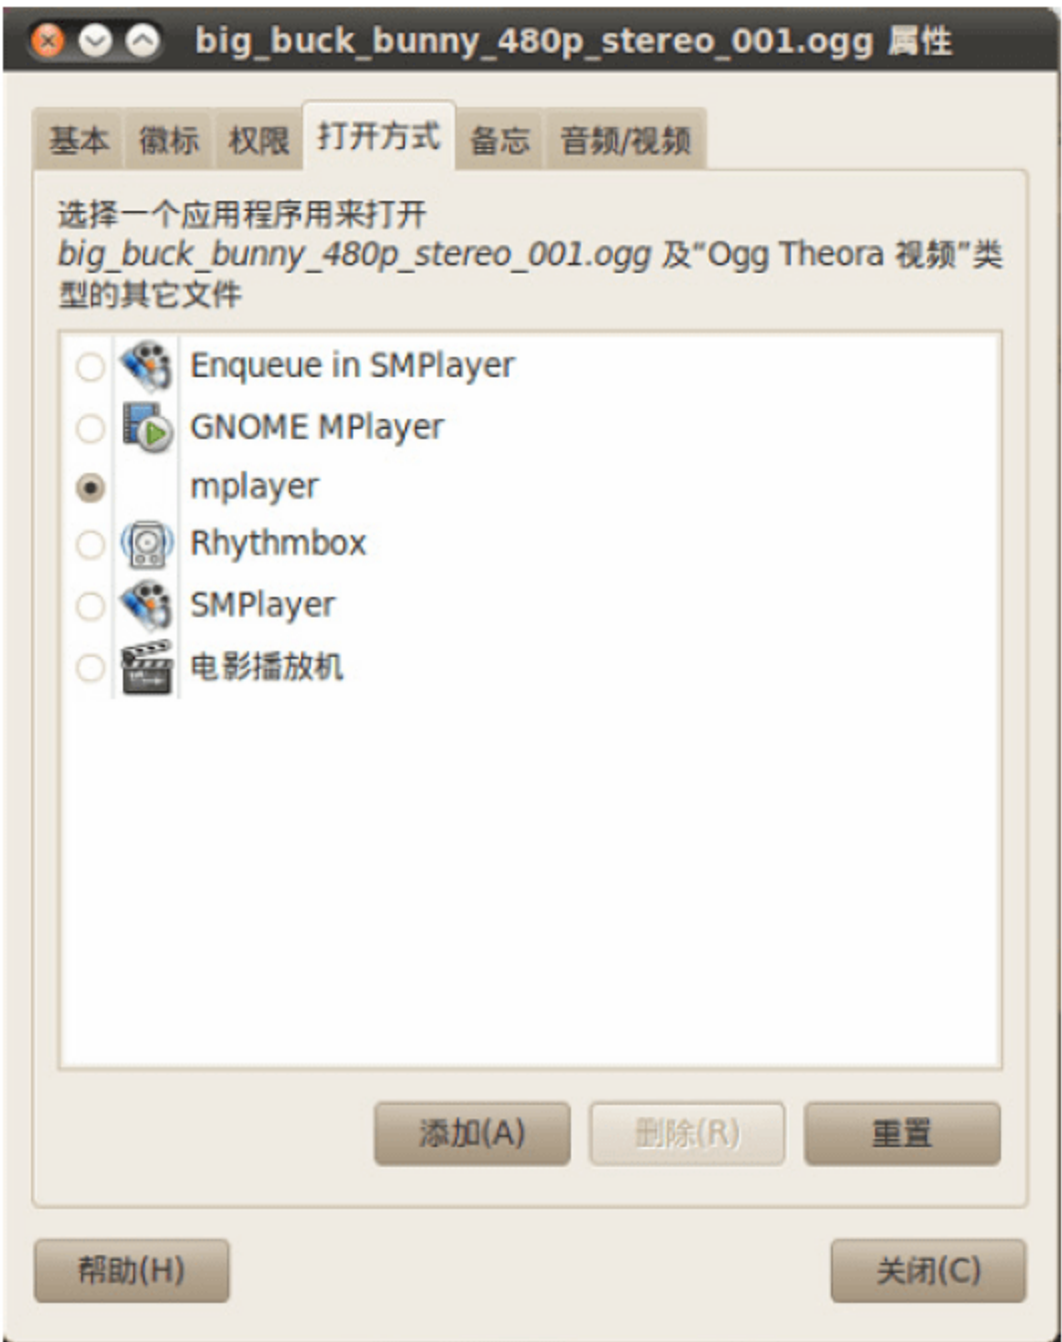 big_buck_bunny_480p_stereo_001.ogg 属性
基本 徽标 权限 打开方式 备忘 音频/视频
选择一个应用程序用来打开
big_buck_bunny_480p_stereo_001.ogg 及“Ogg Theora 视频”类
型的其它文件
Enqueue in SMPlayer
GNOME MPlayer
mplayer
Rhythmbox
SMPlayer
电影播放机
添加(A) 删除(R) 重置
帮助(H) 关闭(C)